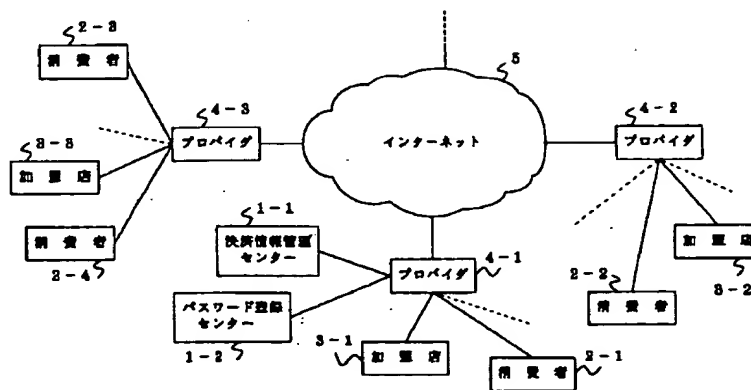 2-3
消 費 者
5
4-3
プロバイダ
4-2
プロバイダ
インターネット
3-3
加 盟 店
1-1
決済情報管理
センター
消 費 者
2-4
プロバイダ
4-1
加 盟 店
3-2
2-2
消 費 者
パスワード登録
センター
1-2
3-1
加 盟 店
2-1
消 費 者